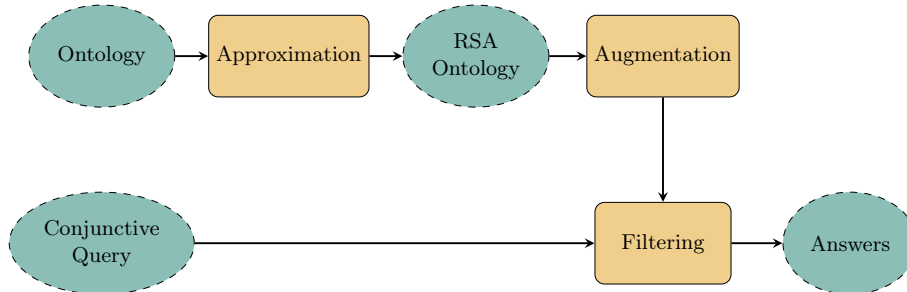 Ontology
Approximation
RSA
Ontology
Augmentation
Conjunctive
Query
Filtering
Answers